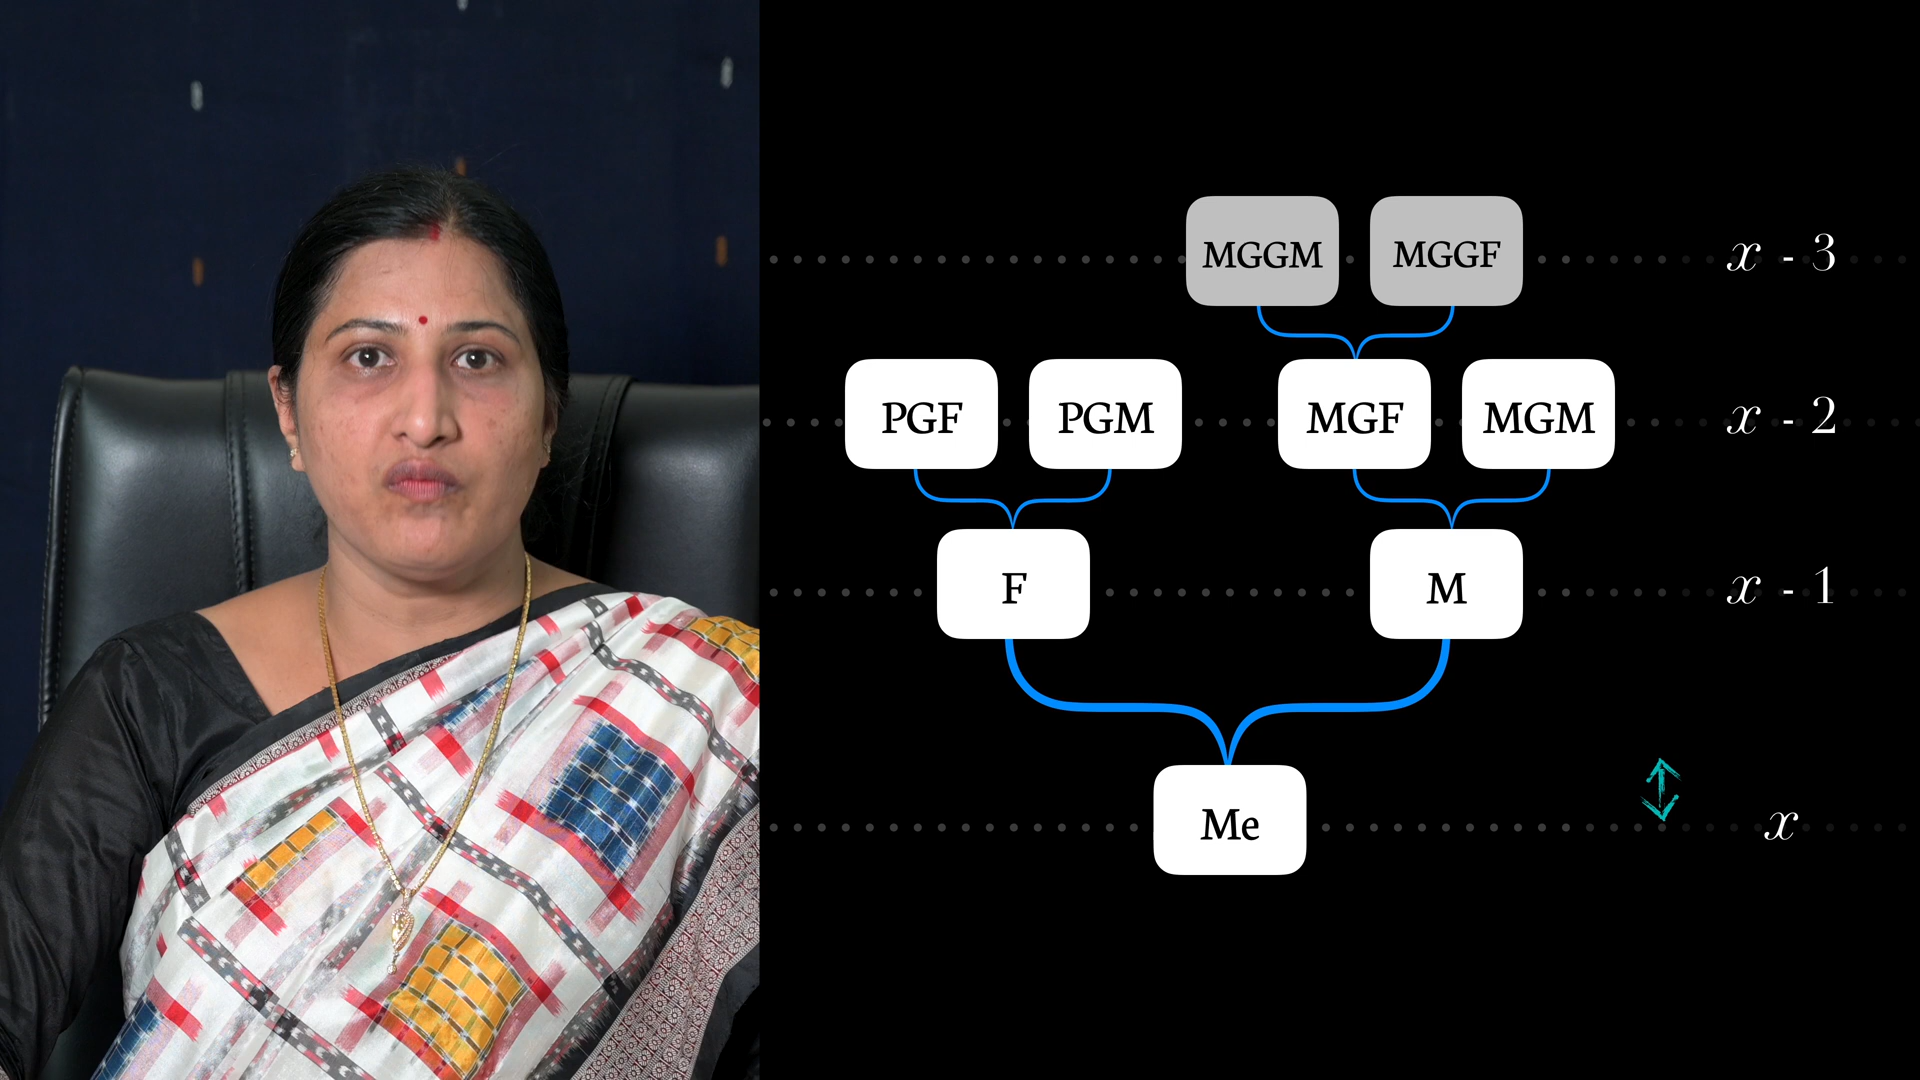 MGGM MGGF x - 3
PGF PGM MGF MGM x - 2
F M x - 1
Me x